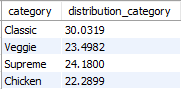 category distribution_category
Classic 30.0319
Veggie 23.4982
Supreme 24.1800
Chicken 22.2899